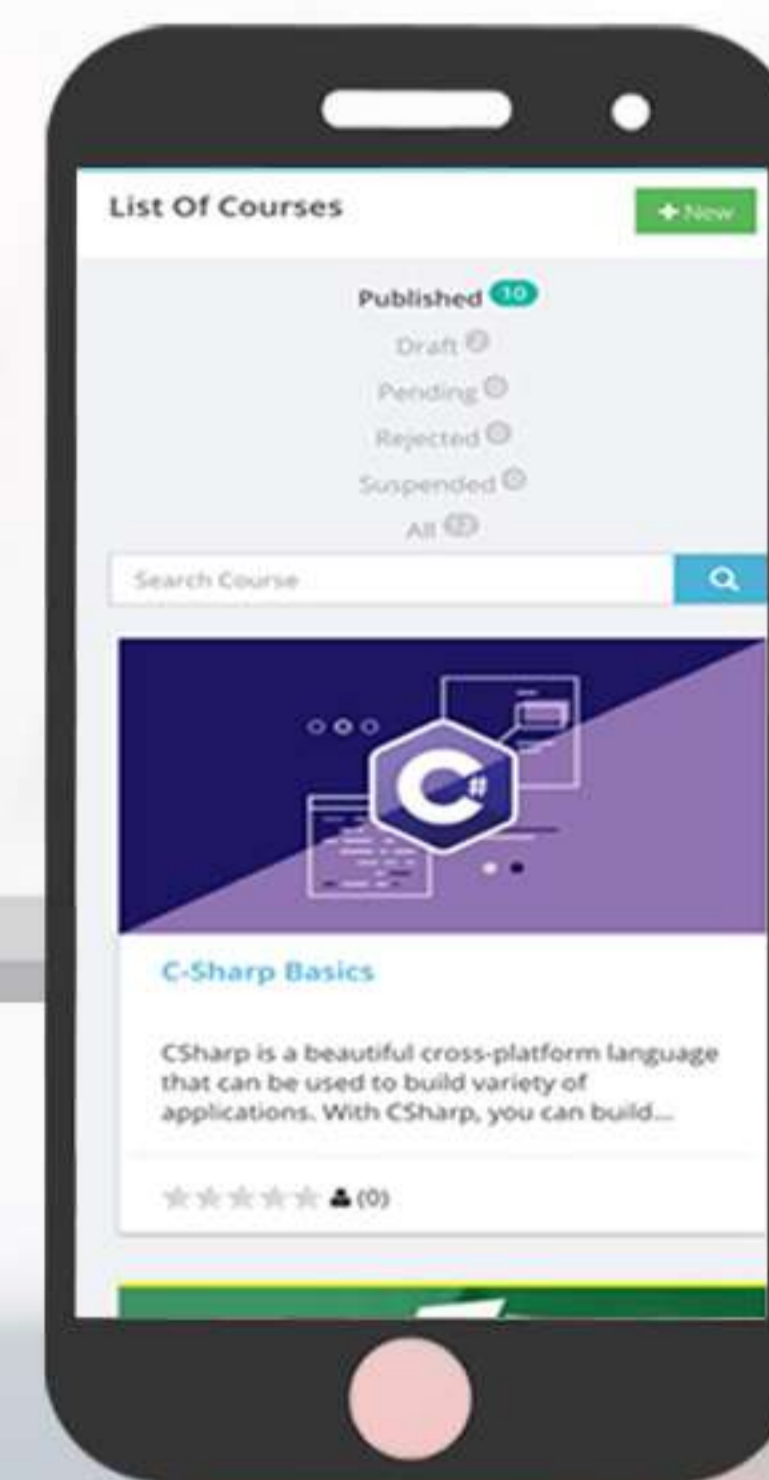 List Of Courses
+ New
Published 10
Draft
Pending
Rejected
Suspended
All
Search Course
C#
C-Sharp Basics
CSharp is a beautiful cross-platform language
that can be used to build variety of
applications. With CSharp, you can build...
(0)